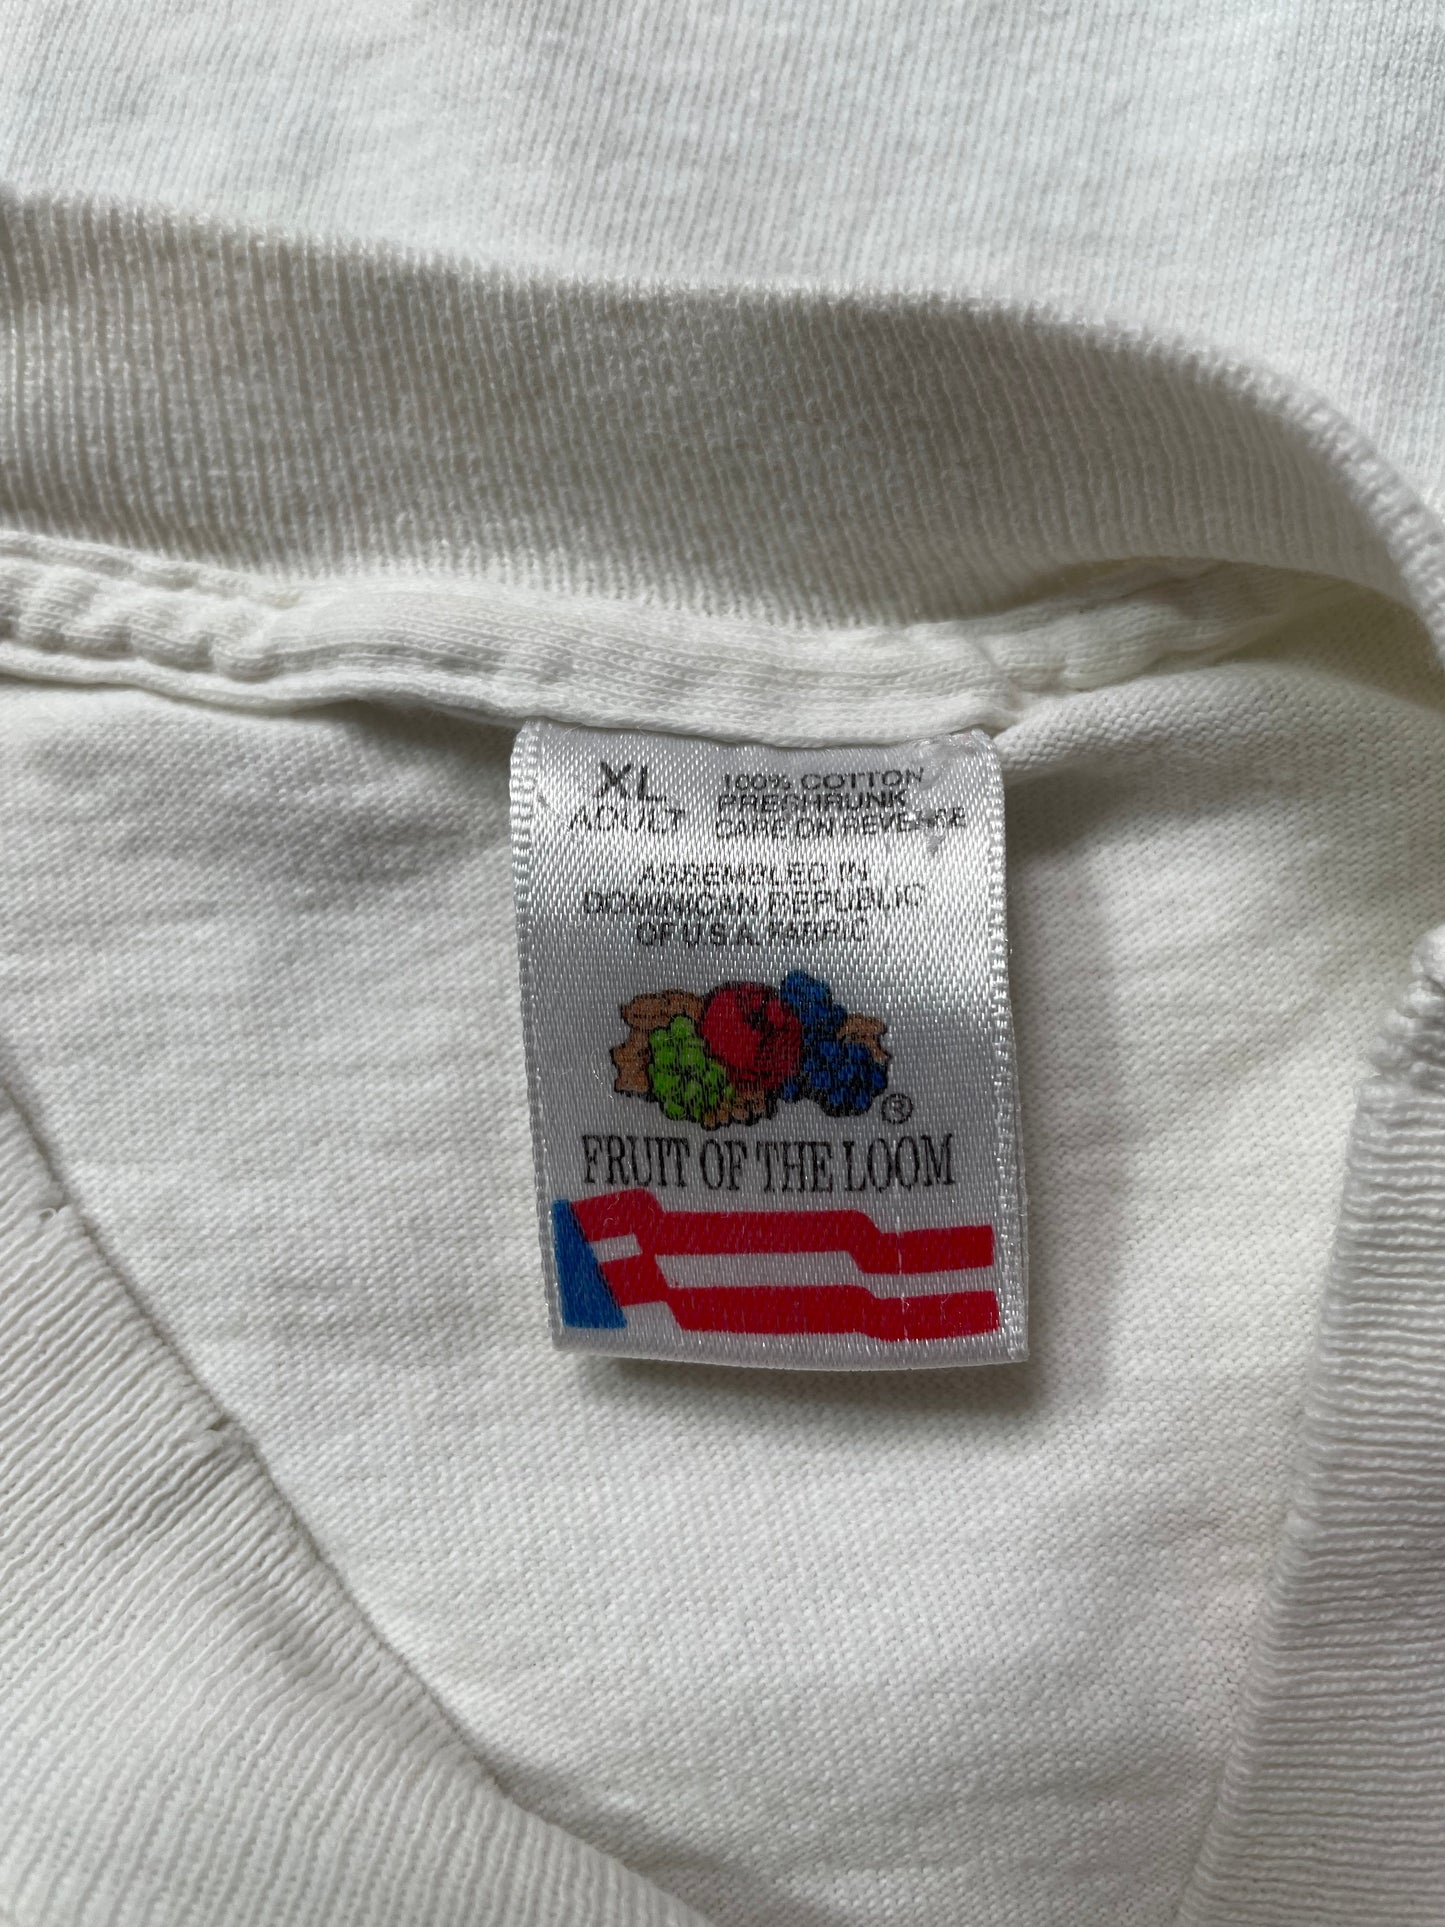 XL
ADULT
100% COTTON
PRESHRUNK
CARE ON REVERSE
ASSEMBLED IN
DOMINICAN REPUBLIC
OF U.S.A. FABRIC
®
FRUIT OF THE LOOM